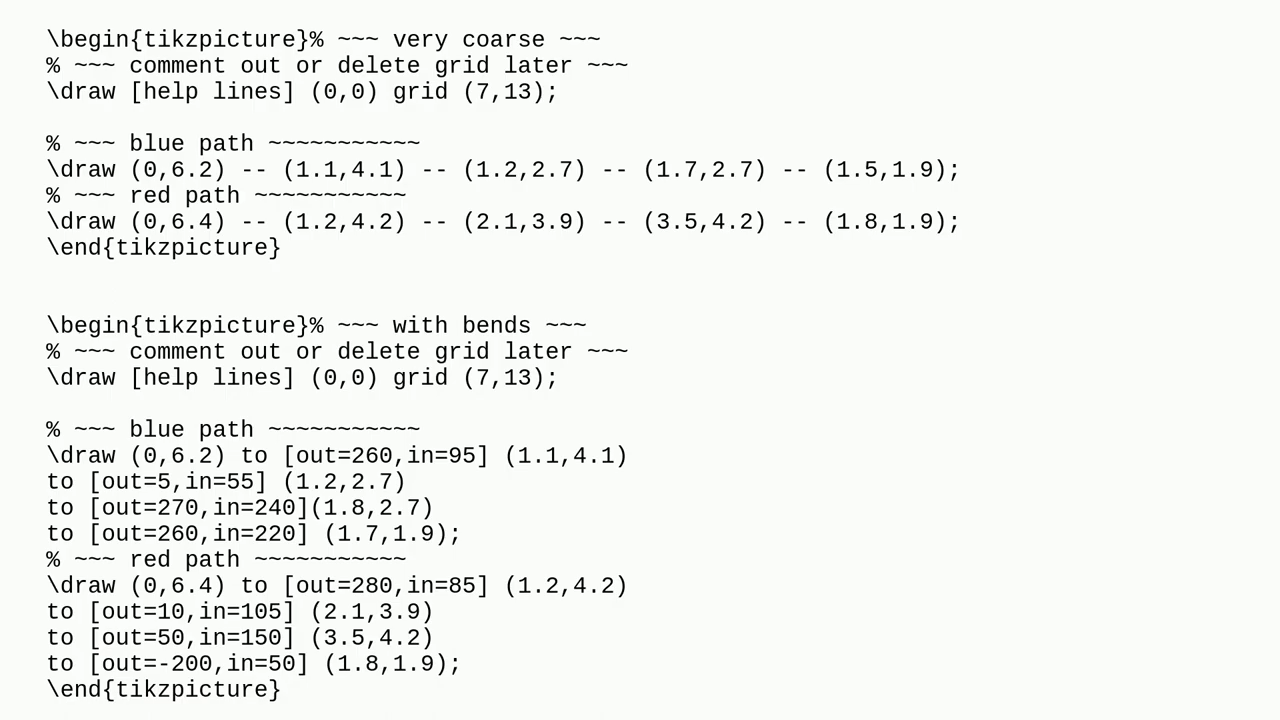 \begin{tikzpicture}% ~~~ very coarse ~~~
% ~~~ comment out or delete grid later ~~~
\draw [help lines] (0,0) grid (7,13);
% ~~~ blue path ~~~~~~~~~~~
\draw (0,6.2) -- (1.1,4.1) -- (1.2,2.7) -- (1.7,2.7) -- (1.5,1.9);
% ~~~ red path ~~~~~~~~~~~
\draw (0,6.4) -- (1.2,4.2) -- (2.1,3.9) -- (3.5,4.2) -- (1.8,1.9);
\end{tikzpicture}
\begin{tikzpicture}% ~~~ with bends ~~~
% ~~~ comment out or delete grid later ~~~
\draw [help lines] (0,0) grid (7,13);
% ~~~ blue path ~~~~~~~~~~~
\draw (0,6.2) to [out=260,in=95] (1.1,4.1)
to [out=5,in=55] (1.2,2.7)
to [out=270,in=240](1.8,2.7)
to [out=260,in=220] (1.7,1.9);
% ~~~ red path ~~~~~~~~~~~
\draw (0,6.4) to [out=280,in=85] (1.2,4.2)
to [out=10,in=105] (2.1,3.9)
to [out=50,in=150] (3.5,4.2)
to [out=-200,in=50] (1.8,1.9);
\end{tikzpicture}